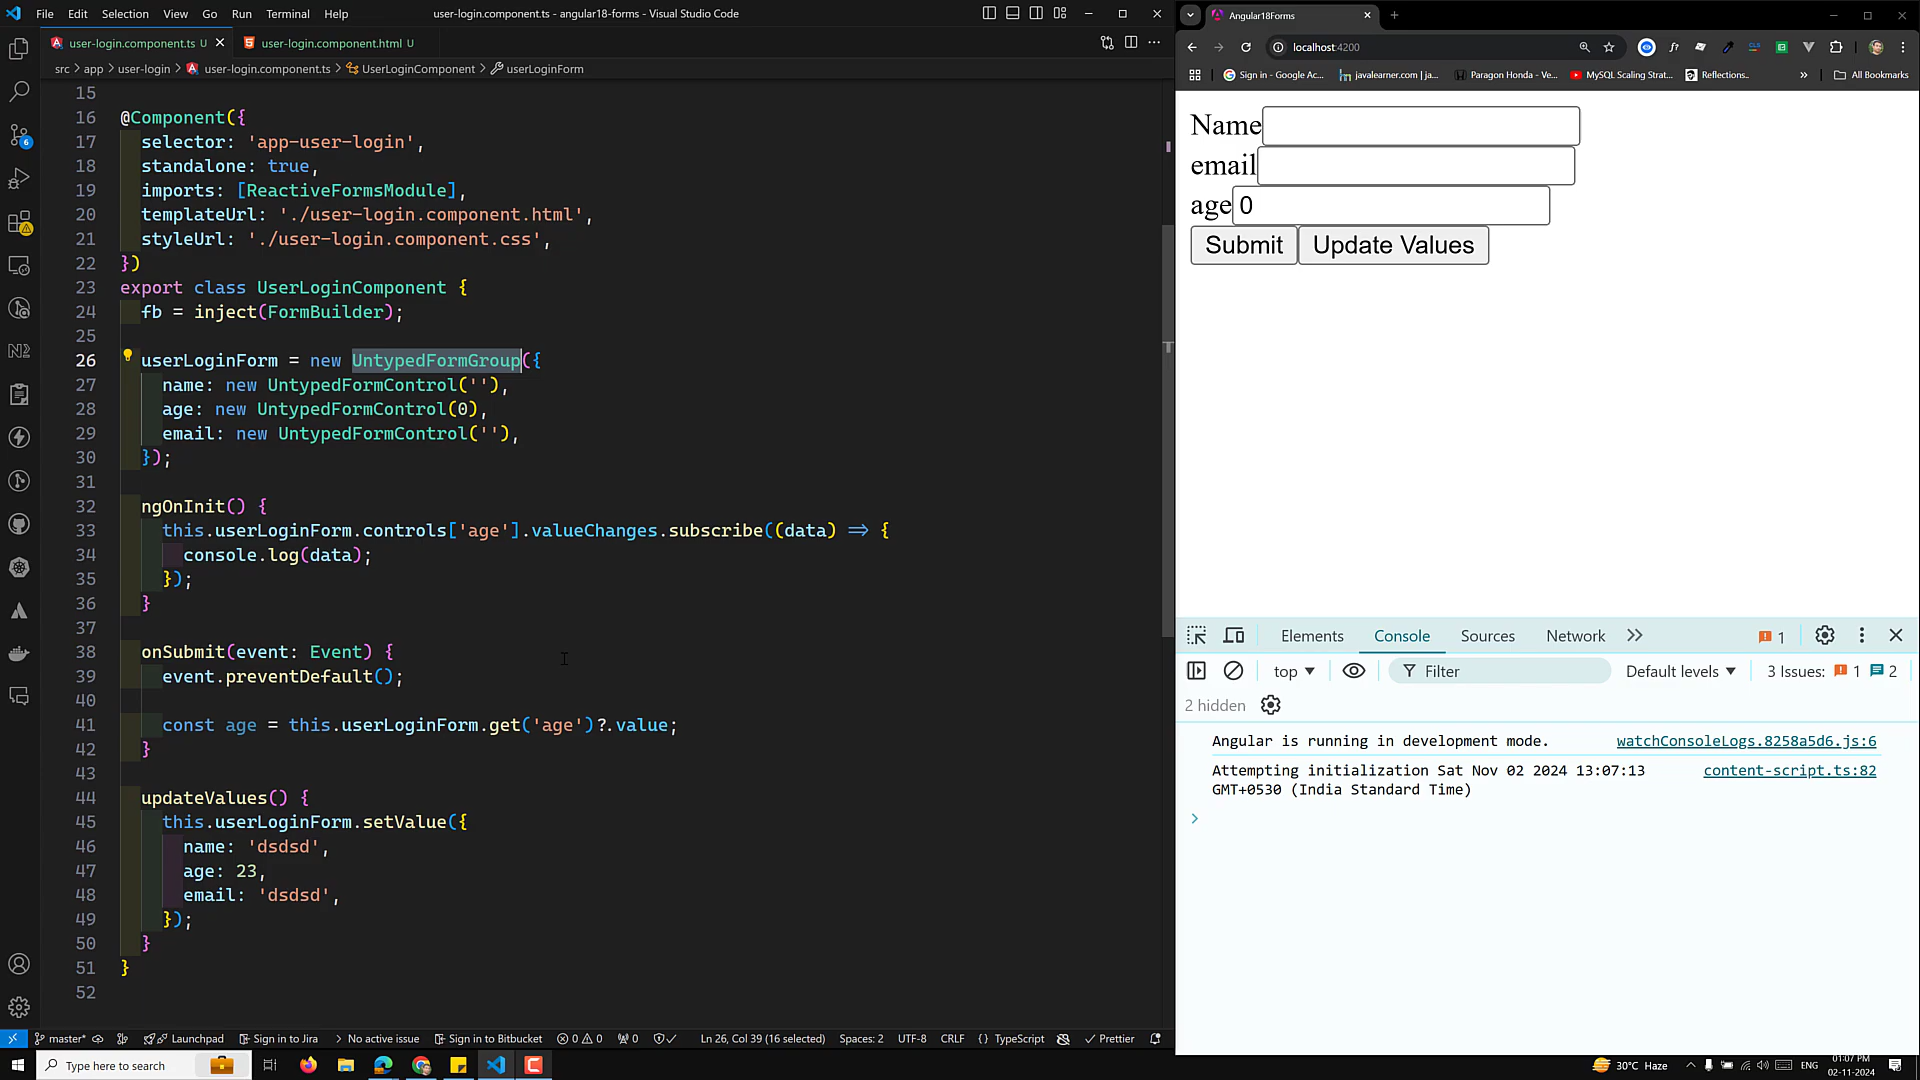 File Edit Selection View Go Run Terminal Help
user-login.component.ts - angular18-forms - Visual Studio Code
user-login.component.ts U
user-login.component.html U
src > app > user-login > user-login.component.ts > UserLoginComponent > userLoginForm
15
16 @Component({
17 selector: 'app-user-login',
18 standalone: true,
19 imports: [ReactiveFormsModule],
20 templateUrl: './user-login.component.html',
21 styleUrl: './user-login.component.css',
22 })
23 export class UserLoginComponent {
24 fb = inject(FormBuilder);
25
26 userLoginForm = new UntypedFormGroup({
27 name: new UntypedFormControl(''),
28 age: new UntypedFormControl(0),
29 email: new UntypedFormControl(''),
30 });
31
32 ngOnInit() {
33 this.userLoginForm.controls['age'].valueChanges.subscribe((data) => {
34 console.log(data);
35 });
36 }
37
38 onSubmit(event: Event) {
39 event.preventDefault();
40
41 const age = this.userLoginForm.get('age')?.value;
42 }
43
44 updateValues() {
45 this.userLoginForm.setValue({
46 name: 'dsdsd',
47 age: 23,
48 email: 'dsdsd',
49 });
50 }
51 }
52
6
N2
master* Launchpad Sign in to Jira No active issue Sign in to Bitbucket 0 0 0 Ln 26, Col 39 (16 selected) Spaces: 2 UTF-8 CRLF {} TypeScript Prettier
Angular18Forms
localhost:4200
Sign in - Google Ac... javalearner.com | ja... Paragon Honda - Ve... MySQL Scaling Strat... Reflections.. » All Bookmarks
Name
email
age 0
Submit Update Values
Elements Console Sources Network 1
top Filter Default levels 3 Issues: 1 2
2 hidden
Angular is running in development mode. watchConsoleLogs.8258a5d6.js:6
Attempting initialization Sat Nov 02 2024 13:07:13 content-script.ts:82
GMT+0530 (India Standard Time)
Type here to search
30°C Haze ENG 01:07 PM
02-11-2024